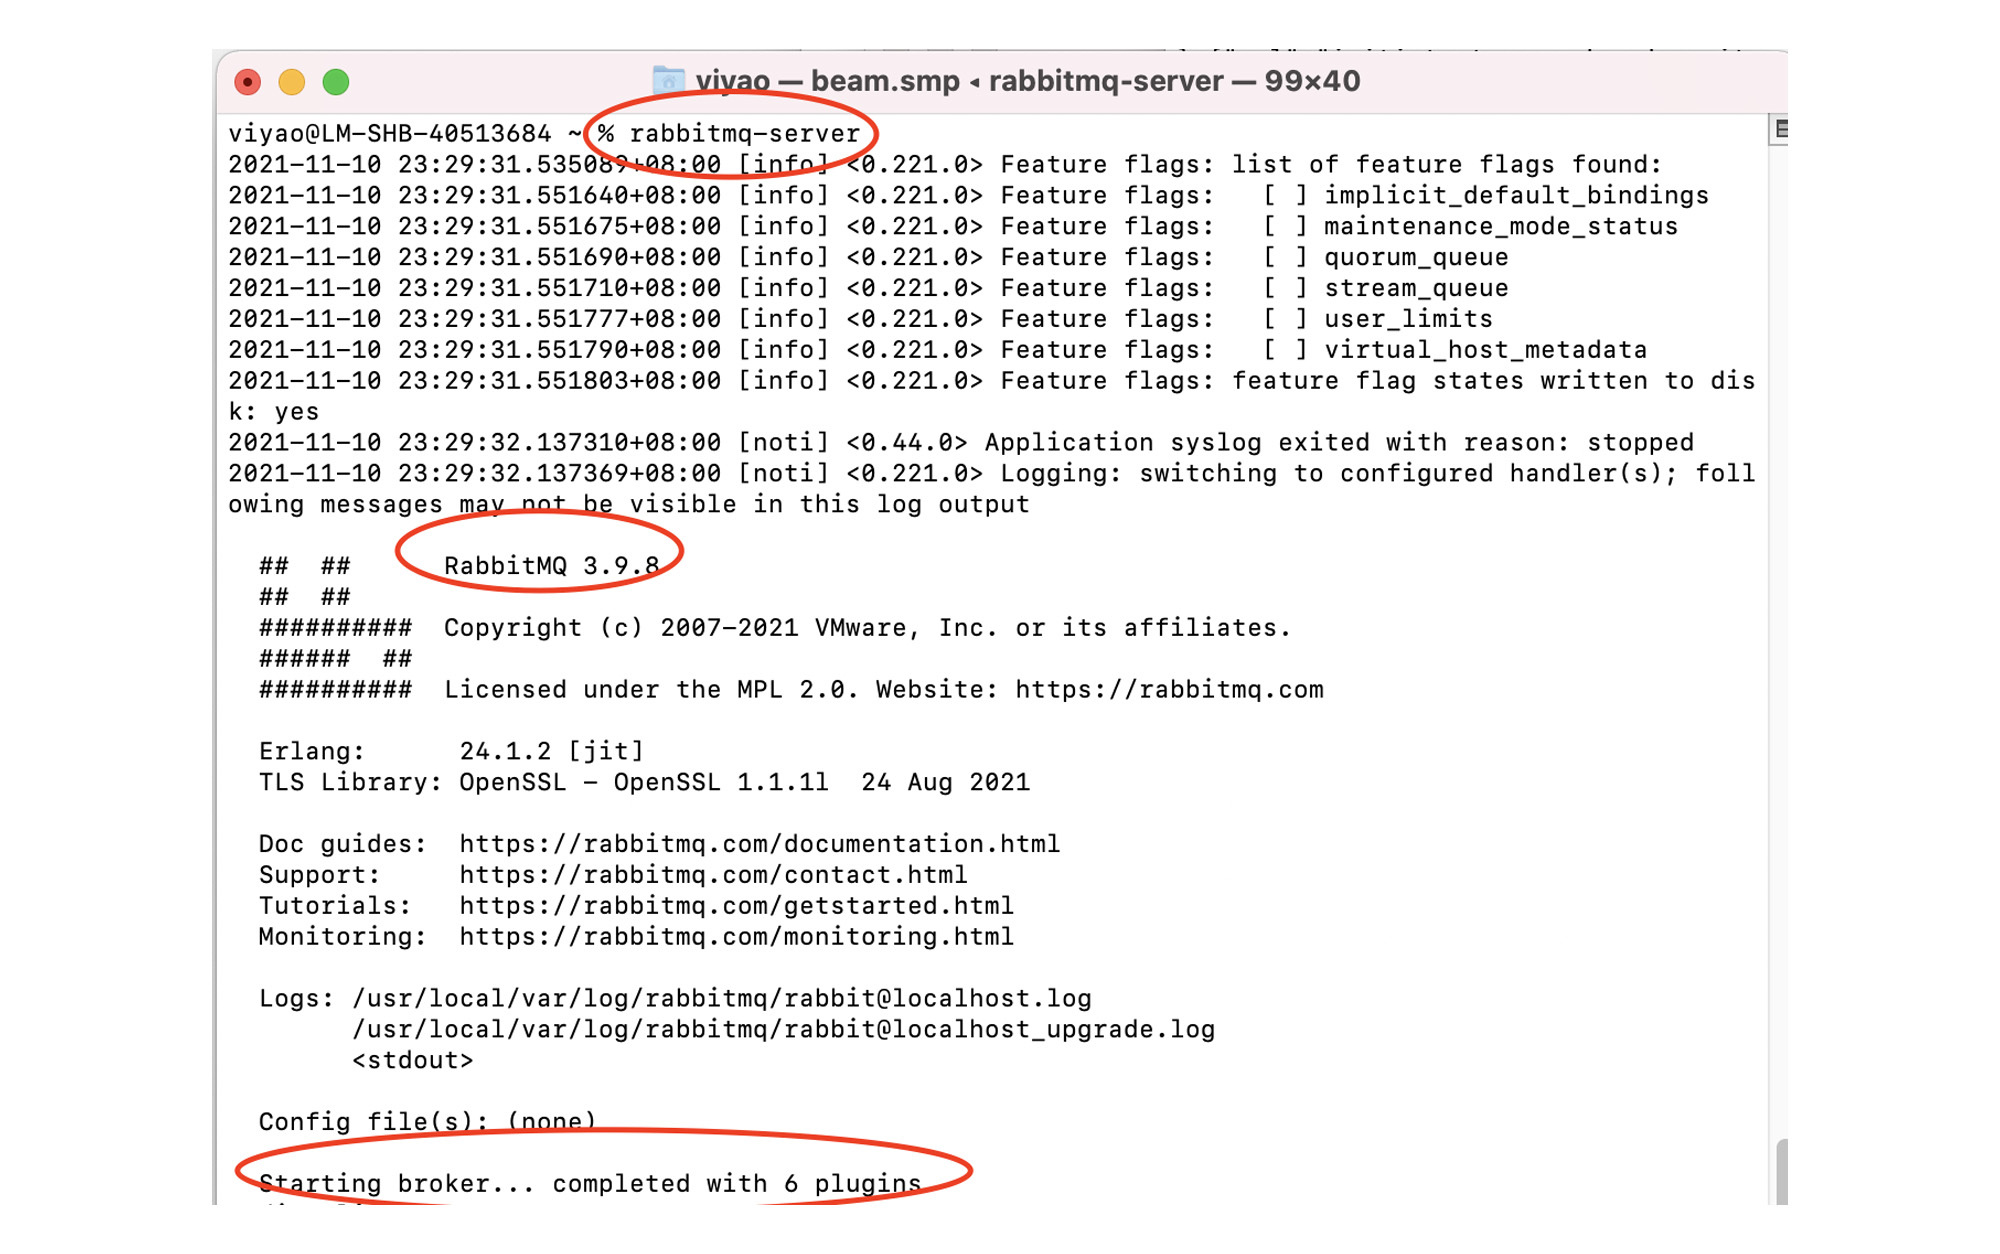 viyao — beam.smp ◂ rabbitmq-server — 99×40
viyao@LM-SHB-40513684 ~ % rabbitmq-server
2021-11-10 23:29:31.535089+08:00 [info] <0.221.0> Feature flags: list of feature flags found:
2021-11-10 23:29:31.551640+08:00 [info] <0.221.0> Feature flags:   [ ] implicit_default_bindings
2021-11-10 23:29:31.551675+08:00 [info] <0.221.0> Feature flags:   [ ] maintenance_mode_status
2021-11-10 23:29:31.551690+08:00 [info] <0.221.0> Feature flags:   [ ] quorum_queue
2021-11-10 23:29:31.551710+08:00 [info] <0.221.0> Feature flags:   [ ] stream_queue
2021-11-10 23:29:31.551777+08:00 [info] <0.221.0> Feature flags:   [ ] user_limits
2021-11-10 23:29:31.551790+08:00 [info] <0.221.0> Feature flags:   [ ] virtual_host_metadata
2021-11-10 23:29:31.551803+08:00 [info] <0.221.0> Feature flags: feature flag states written to dis
k: yes
2021-11-10 23:29:32.137310+08:00 [noti] <0.44.0> Application syslog exited with reason: stopped
2021-11-10 23:29:32.137369+08:00 [noti] <0.221.0> Logging: switching to configured handler(s); foll
owing messages may not be visible in this log output
  ##  ##      RabbitMQ 3.9.8
  ##  ##
  ##########  Copyright (c) 2007-2021 VMware, Inc. or its affiliates.
  ######  ##
  ##########  Licensed under the MPL 2.0. Website: https://rabbitmq.com
  Erlang:      24.1.2 [jit]
  TLS Library: OpenSSL - OpenSSL 1.1.1l  24 Aug 2021
  Doc guides:  https://rabbitmq.com/documentation.html
  Support:     https://rabbitmq.com/contact.html
  Tutorials:   https://rabbitmq.com/getstarted.html
  Monitoring:  https://rabbitmq.com/monitoring.html
  Logs: /usr/local/var/log/rabbitmq/rabbit@localhost.log
        /usr/local/var/log/rabbitmq/rabbit@localhost_upgrade.log
        <stdout>
  Config file(s): (none)
  Starting broker... completed with 6 plugins.